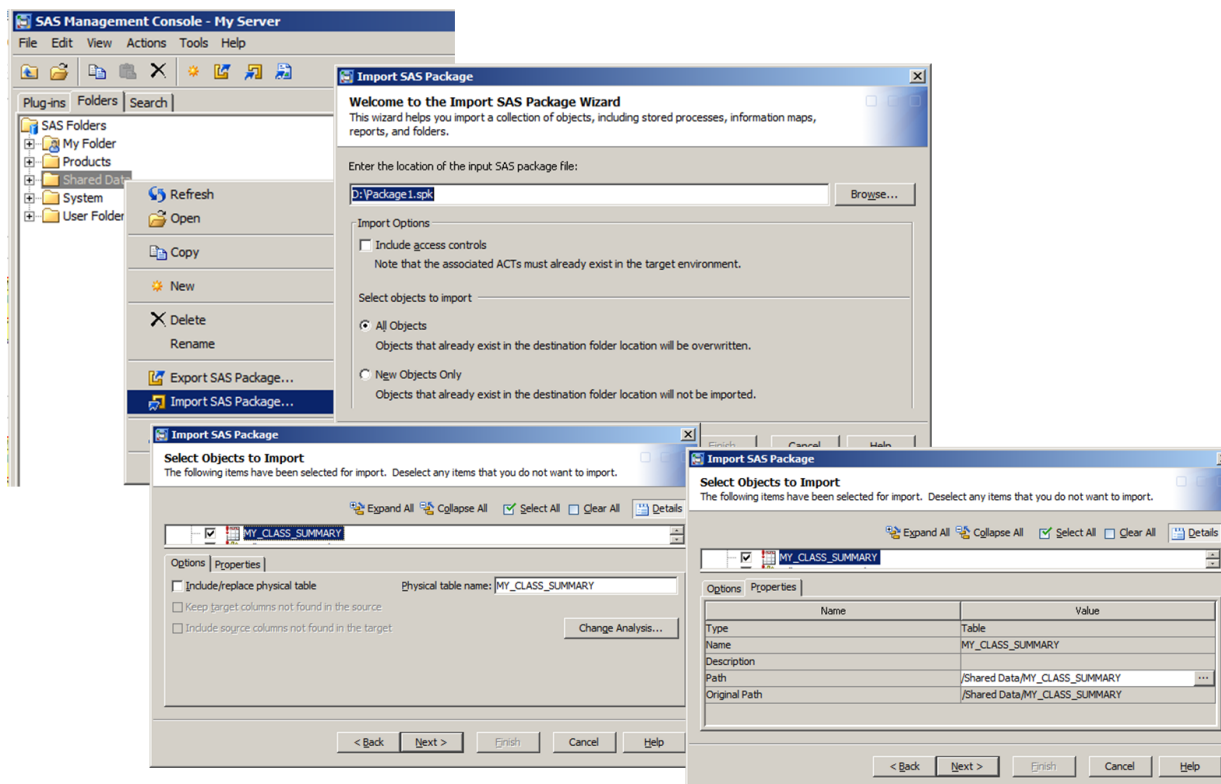 SAS Management Console - My Server
File Edit View Actions Tools Help
Plug-ins Folders Search
SAS Folders
My Folder
Products
Shared Data
System
User Folder
Refresh
Open
Copy
New
Delete
Rename
Export SAS Package...
Import SAS Package...
Import SAS Package
Welcome to the Import SAS Package Wizard
This wizard helps you import a collection of objects, including stored processes, information maps,
reports, and folders.
Enter the location of the input SAS package file:
D:\Package1.spk
Browse...
Import Options
Include access controls
Note that the associated ACTs must already exist in the target environment.
Select objects to import
All Objects
Objects that already exist in the destination folder location will be overwritten.
New Objects Only
Objects that already exist in the destination folder location will not be imported.
Finish Cancel Help
Import SAS Package
Select Objects to Import
The following items have been selected for import. Deselect any items that you do not want to import.
Expand All Collapse All Select All Clear All Details
MY_CLASS_SUMMARY
Options Properties
Include/replace physical table Physical table name: MY_CLASS_SUMMARY
Keep target columns not found in the source
Include source columns not found in the target
Change Analysis...
< Back Next > Finish Cancel Help
Import SAS Package
Select Objects to Import
The following items have been selected for import. Deselect any items that you do not want to import.
Expand All Collapse All Select All Clear All Details
MY_CLASS_SUMMARY
Options Properties
Name Value
Type Table
Name MY_CLASS_SUMMARY
Description
Path /Shared Data/MY_CLASS_SUMMARY ...
Original Path /Shared Data/MY_CLASS_SUMMARY
< Back Next > Finish Cancel Help